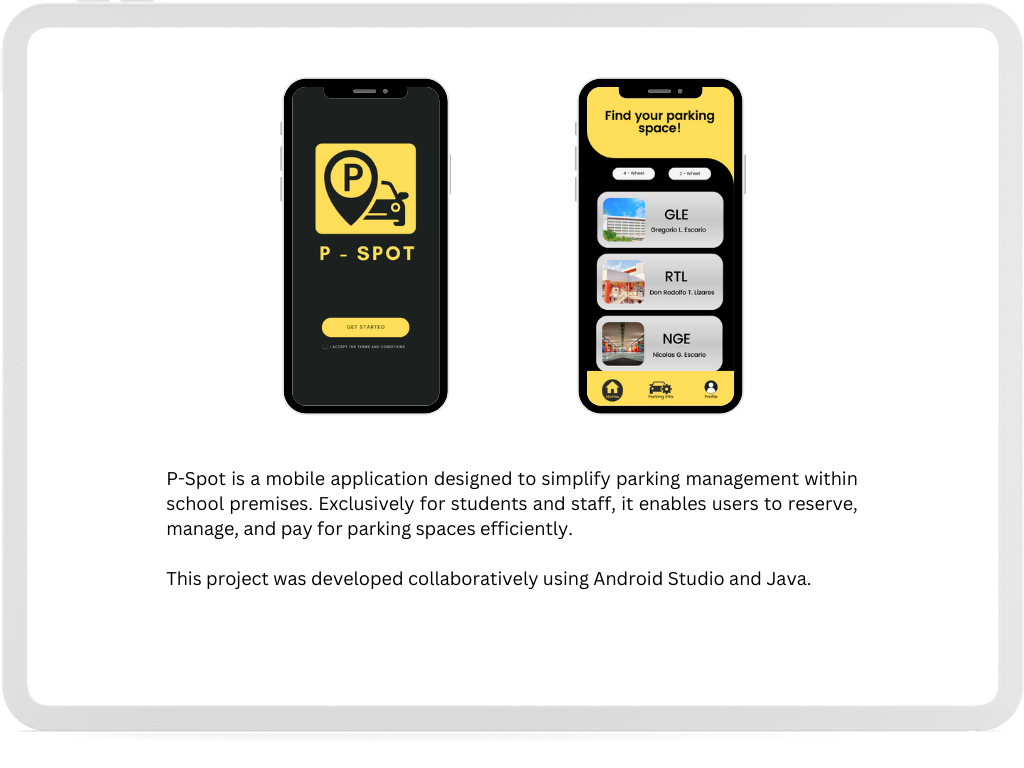 P
P - SPOT
GET STARTED
I ACCEPT THE TERMS AND CONDITIONS
Find your parking
space!
4 - Wheel
2 - Wheel
GLE
Gregorio L. Escario
RTL
Don Rodolfo T. Lizares
NGE
Nicolas G. Escario
Home
Parking Info
Profile
P-Spot is a mobile application designed to simplify parking management within
school premises. Exclusively for students and staff, it enables users to reserve,
manage, and pay for parking spaces efficiently.
This project was developed collaboratively using Android Studio and Java.